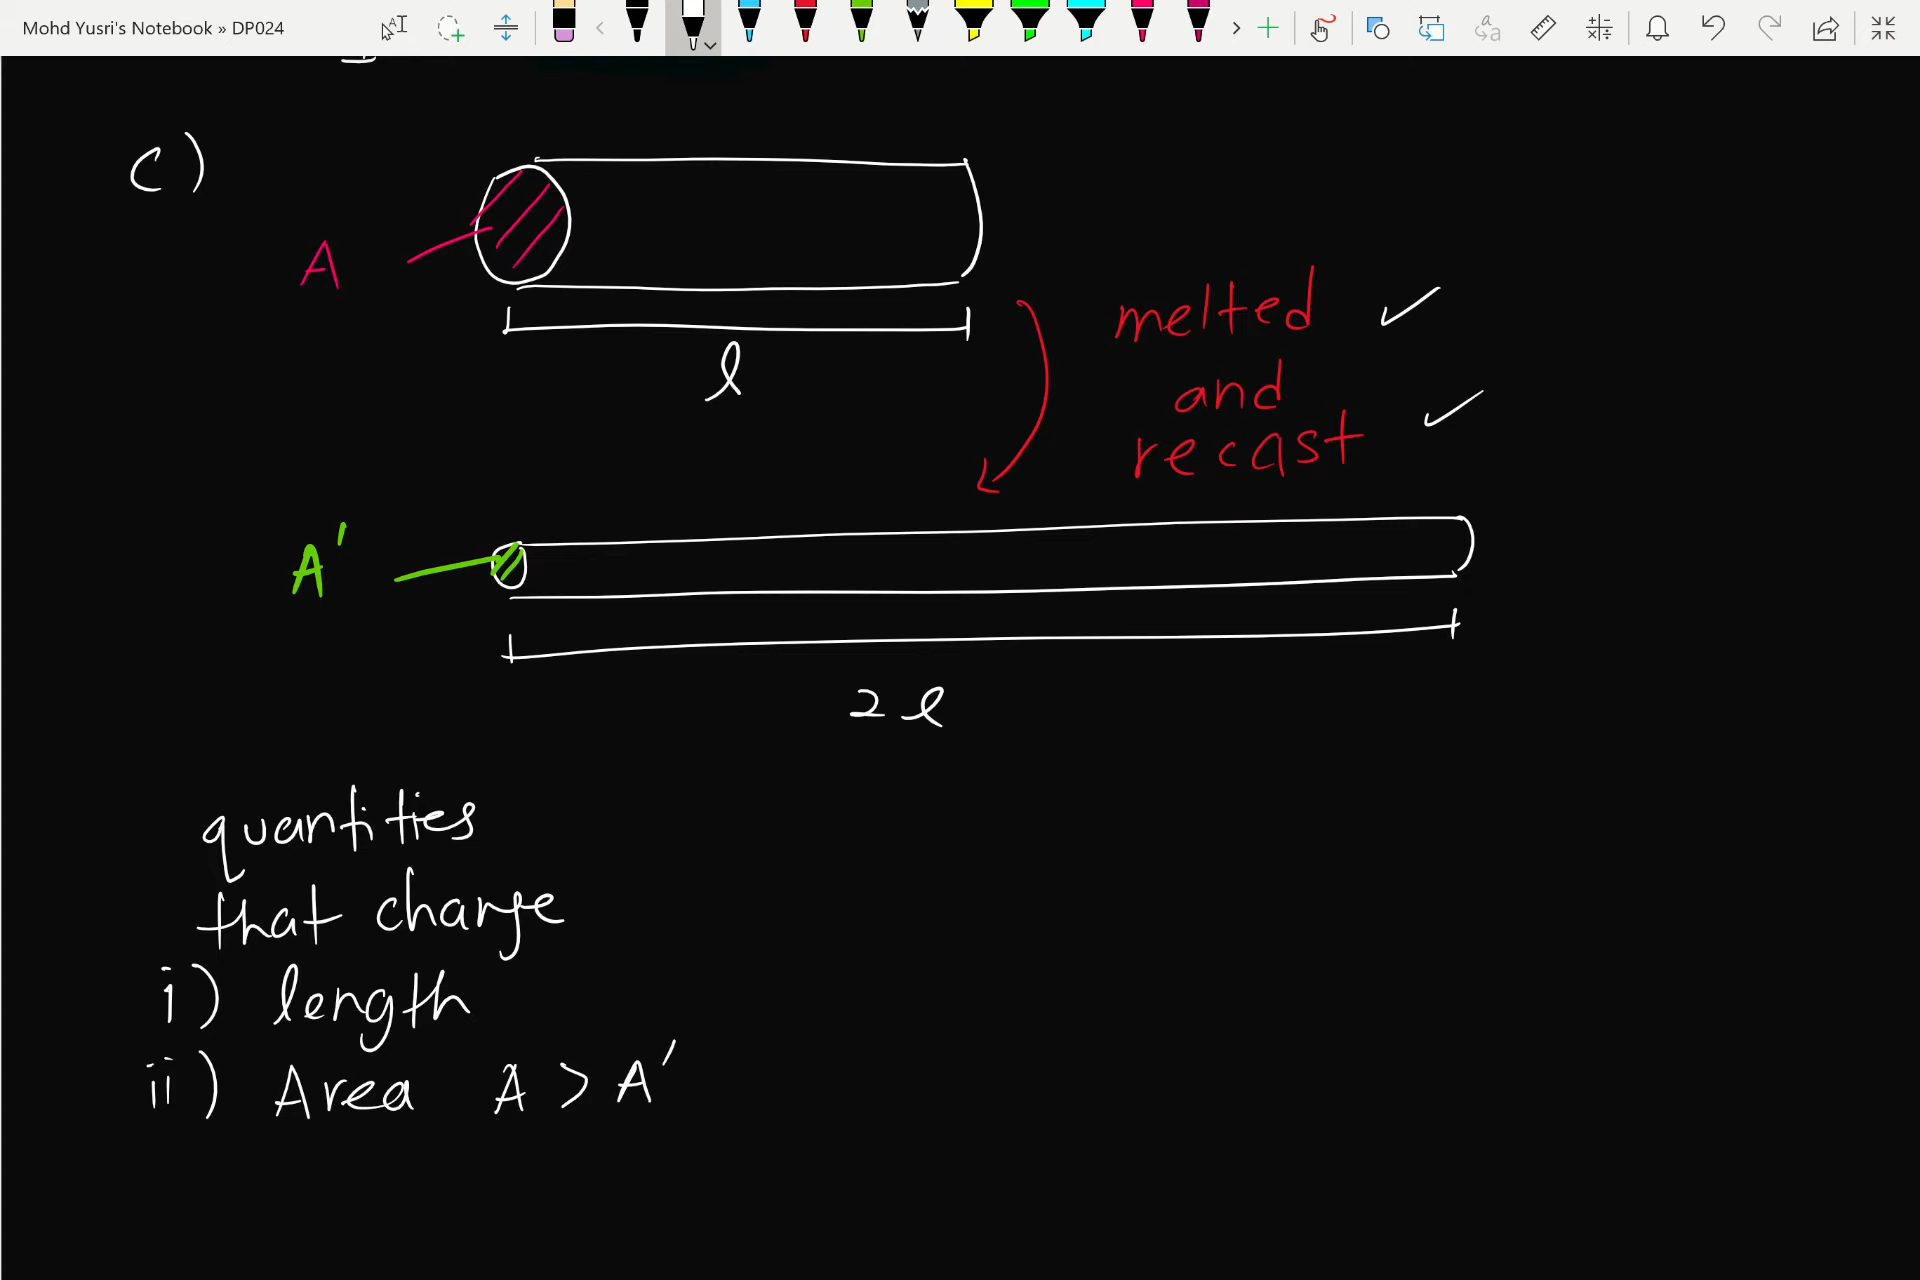 Mohd Yusri's Notebook » DP024
c)
A
l
melted
and
recast
A'
2l
quantities
that change
i) length
ii) Area A > A'